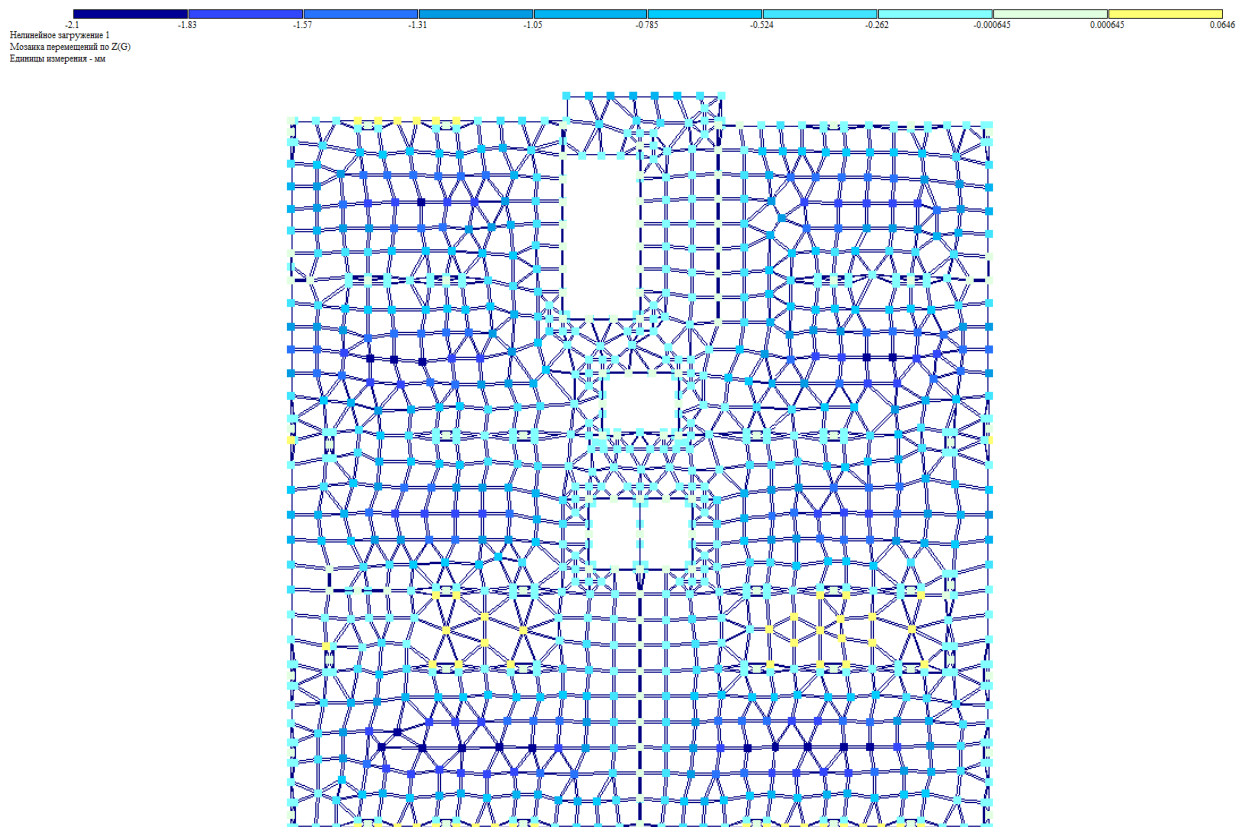 -2.1 -1.83 -1.57 -1.31 -1.05 -0.785 -0.524 -0.262 -0.000645 0.000645 0.0646
Нелинейное загружение 1
Мозаика перемещений по Z(G)
Единицы измерения - мм